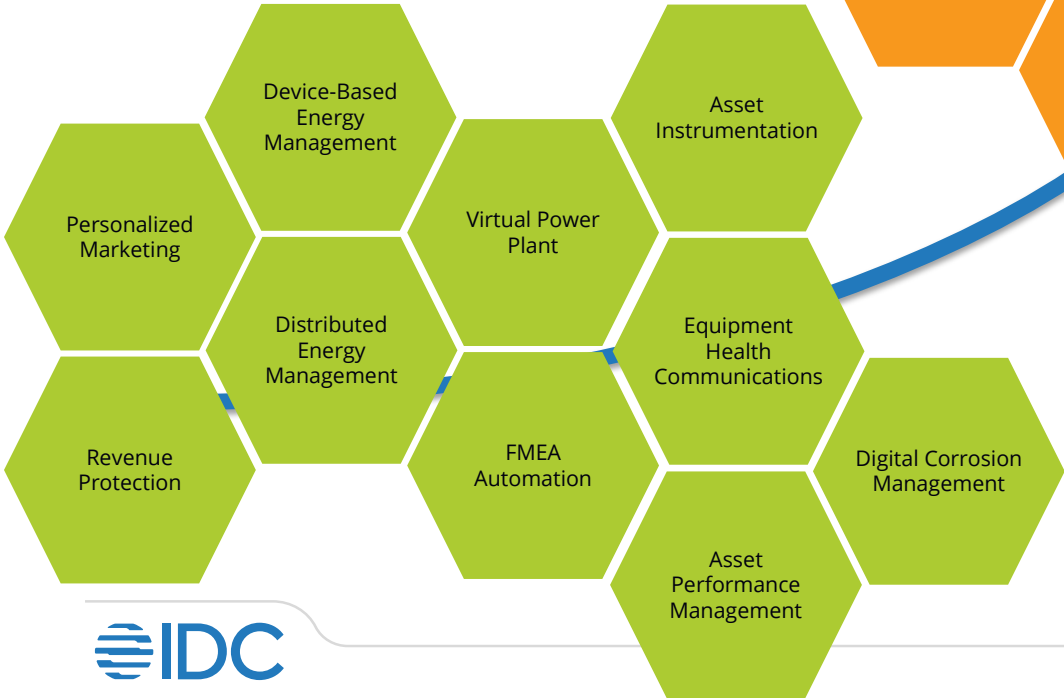 Device-Based
Energy
Management
Asset
Instrumentation
Personalized
Marketing
Virtual Power
Plant
Distributed
Energy
Management
Equipment
Health
Communications
Revenue
Protection
FMEA
Automation
Digital Corrosion
Management
Asset
Performance
Management
IDC